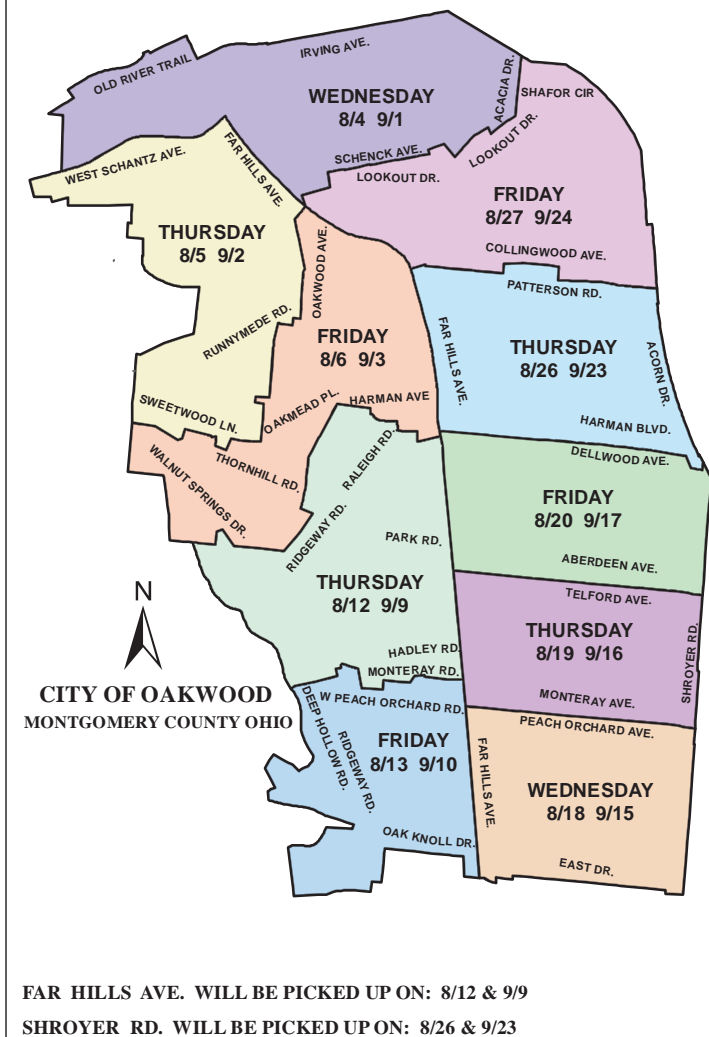 IRVING AVE.
OLD RIVER TRAIL
ACACIA DR.
SHAFOR CIR
WEDNESDAY
8/4 9/1
LOOKOUT DR.
SCHENCK AVE.
FAR HILLS AVE.
WEST SCHANTZ AVE.
LOOKOUT DR.
FRIDAY
8/27 9/24
THURSDAY
8/5 9/2
OAKWOOD AVE.
COLLINGWOOD AVE.
PATTERSON RD.
RUNNYMEDE RD.
FRIDAY
8/6 9/3
FAR HILLS AVE.
THURSDAY
8/26 9/23
ACORN DR.
SWEETWOOD LN.
OAKMEAD PL.
HARMAN AVE
HARMAN BLVD.
THORNHILL RD.
WALNUT SPRINGS DR.
RALEIGH RD.
DELLWOOD AVE.
FRIDAY
8/20 9/17
RIDGEWAY RD.
PARK RD.
ABERDEEN AVE.
THURSDAY
8/12 9/9
TELFORD AVE.
THURSDAY
8/19 9/16
SHROYER RD.
HADLEY RD.
MONTERAY RD.
N
CITY OF OAKWOOD
MONTGOMERY COUNTY OHIO
MONTERAY AVE.
W PEACH ORCHARD RD.
DEEP HOLLOW RD.
RIDGEWAY RD.
FRIDAY
8/13 9/10
PEACH ORCHARD AVE.
FAR HILLS AVE.
WEDNESDAY
8/18 9/15
OAK KNOLL DR.
EAST DR.
FAR HILLS AVE. WILL BE PICKED UP ON: 8/12 & 9/9
SHROYER RD. WILL BE PICKED UP ON: 8/26 & 9/23